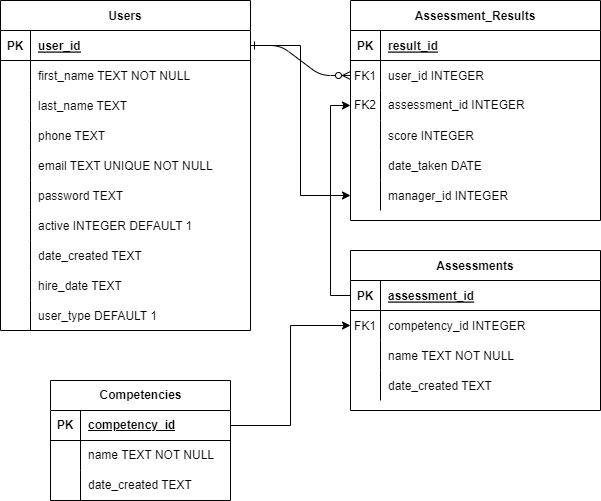 Users
PK user_id
first_name TEXT NOT NULL
last_name TEXT
phone TEXT
email TEXT UNIQUE NOT NULL
password TEXT
active INTEGER DEFAULT 1
date_created TEXT
hire_date TEXT
user_type DEFAULT 1
Assessment_Results
PK result_id
FK1 user_id INTEGER
FK2 assessment_id INTEGER
score INTEGER
date_taken DATE
manager_id INTEGER
Assessments
PK assessment_id
FK1 competency_id INTEGER
name TEXT NOT NULL
date_created TEXT
Competencies
PK competency_id
name TEXT NOT NULL
date_created TEXT